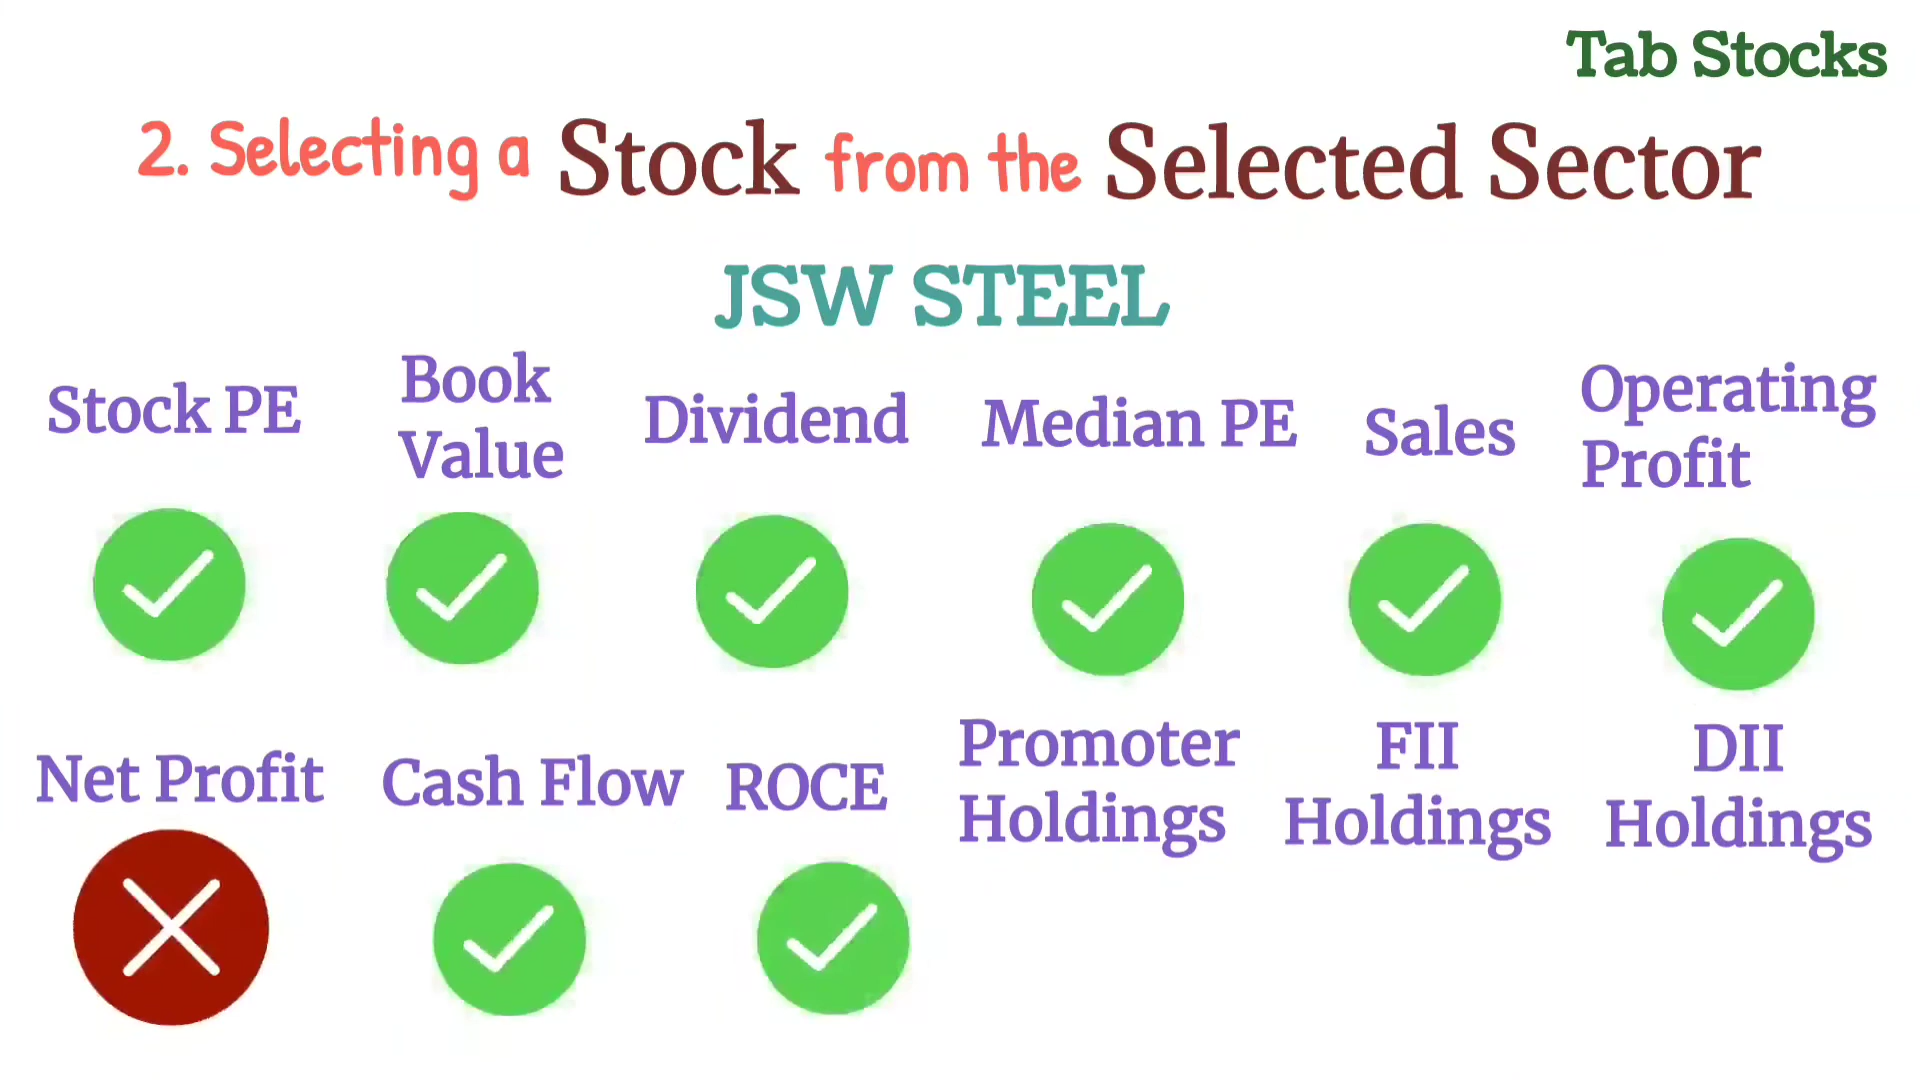 Tab Stocks
2. Selecting a Stock from the Selected Sector
JSW STEEL
Stock PE
Book
Value
Dividend
Median PE
Sales
Operating
Profit
Net Profit
Cash Flow
ROCE
Promoter
Holdings
FII
Holdings
DII
Holdings